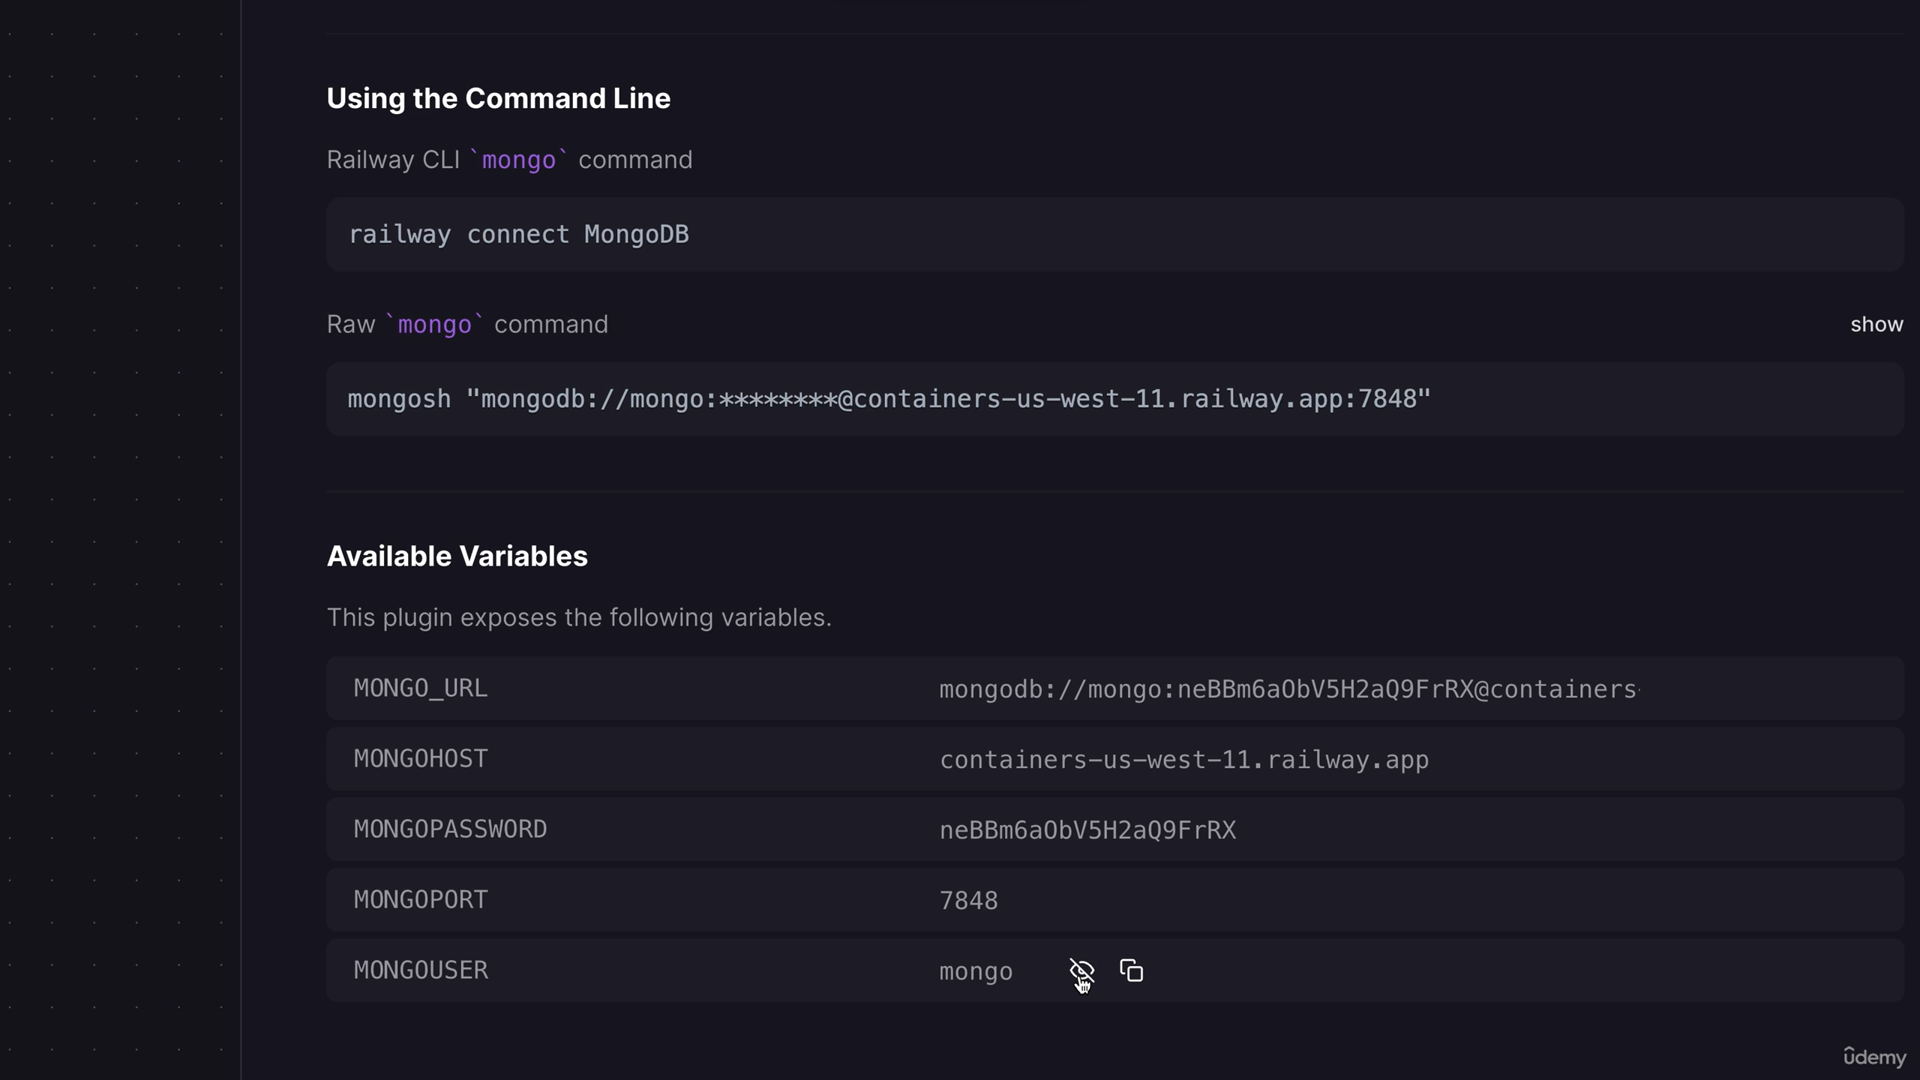 Using the Command Line
Railway CLI `mongo` command
railway connect MongoDB
Raw `mongo` command
show
mongosh "mongodb://mongo:********@containers-us-west-11.railway.app:7848"
Available Variables
This plugin exposes the following variables.
MONGO_URL mongodb://mongo:neBBm6aObV5H2aQ9FrRX@containers
MONGOHOST containers-us-west-11.railway.app
MONGOPASSWORD neBBm6aObV5H2aQ9FrRX
MONGOPORT 7848
MONGOUSER mongo
ûdemy